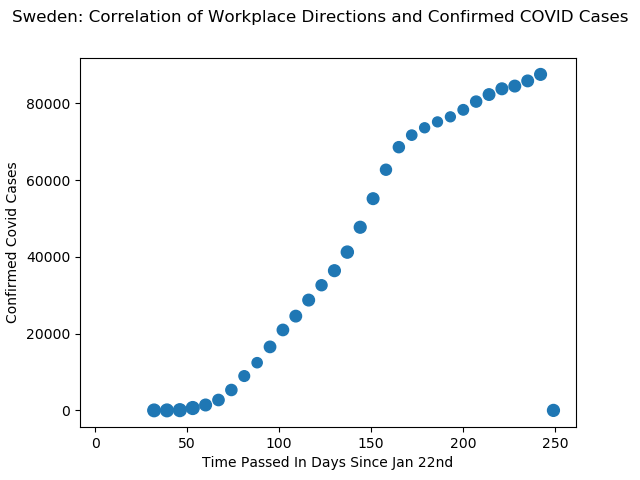 Sweden: Correlation of Workplace Directions and Confirmed COVID Cases
Confirmed Covid Cases
80000
60000
40000
20000
0
0 50 100 150 200 250
Time Passed In Days Since Jan 22nd